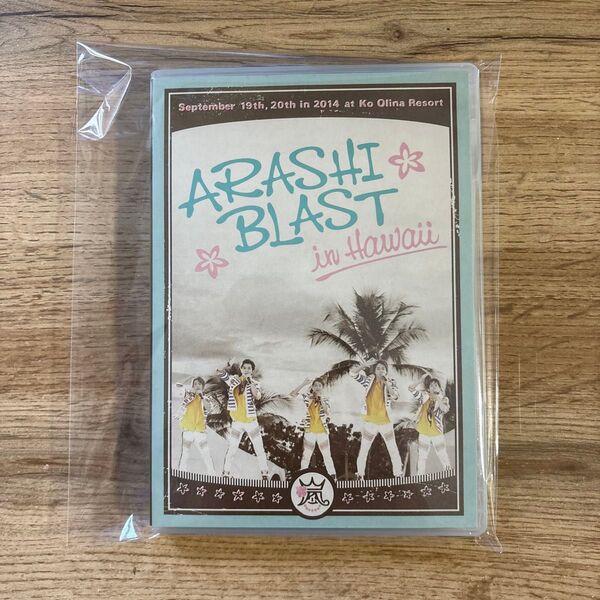 September 19th, 20th in 2014 at Ko Olina Resort
ARASHI
BLAST
in Hawaii
嵐